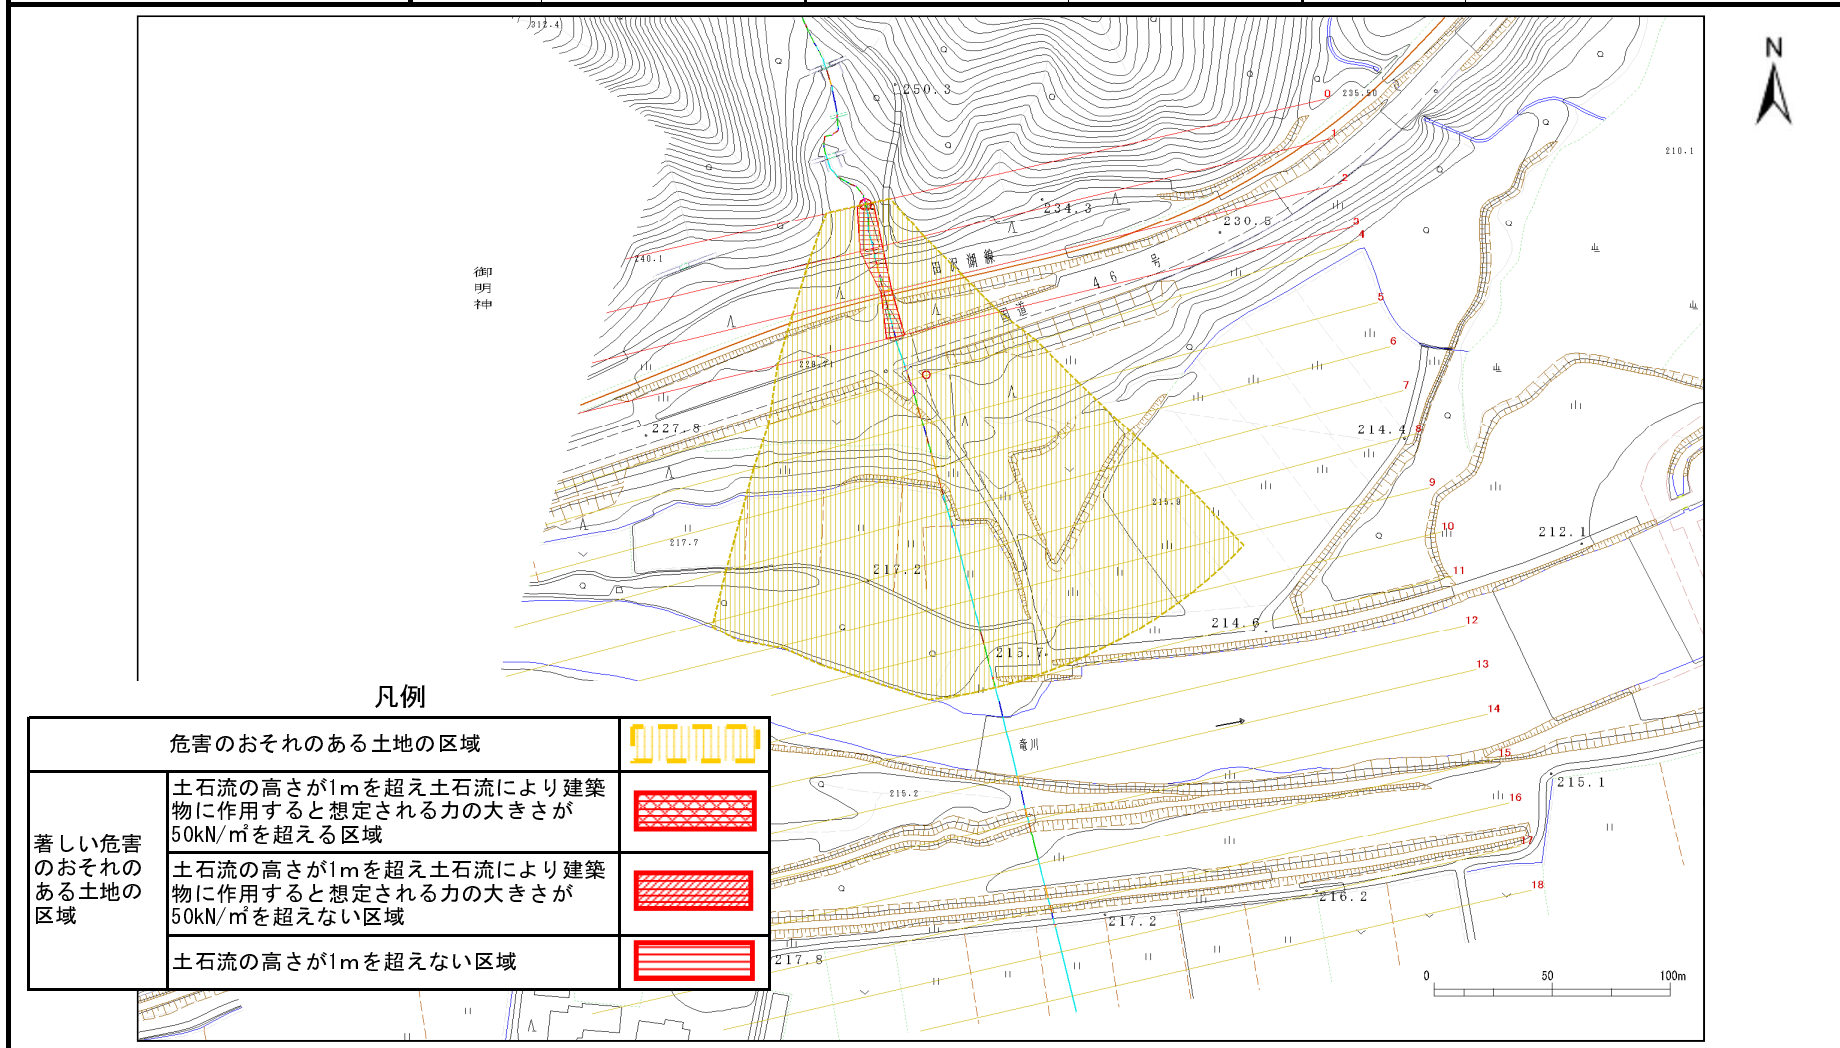 312.4
N
250.3
0
235.50
1
210.1
2
234.3
230.5
3
4
240.1
田沢湖線
46
号
御明神
国道
5
6
228.71
7
227.8
214.4
8
9
215.9
10
212.1
217.7
217.2
11
12
214.6
215.7
13
14
竜川
15
215.2
215.1
16
17
18
216.2
217.2
217.8
0 50 100m
凡例
危害のおそれのある土地の区域
著しい危害
のおそれの
ある土地の
区域
土石流の高さが1mを超え土石流により建築
物に作用すると想定される力の大きさが
50kN/㎡を超える区域
土石流の高さが1mを超え土石流により建築
物に作用すると想定される力の大きさが
50kN/㎡を超えない区域
土石流の高さが1mを超えない区域